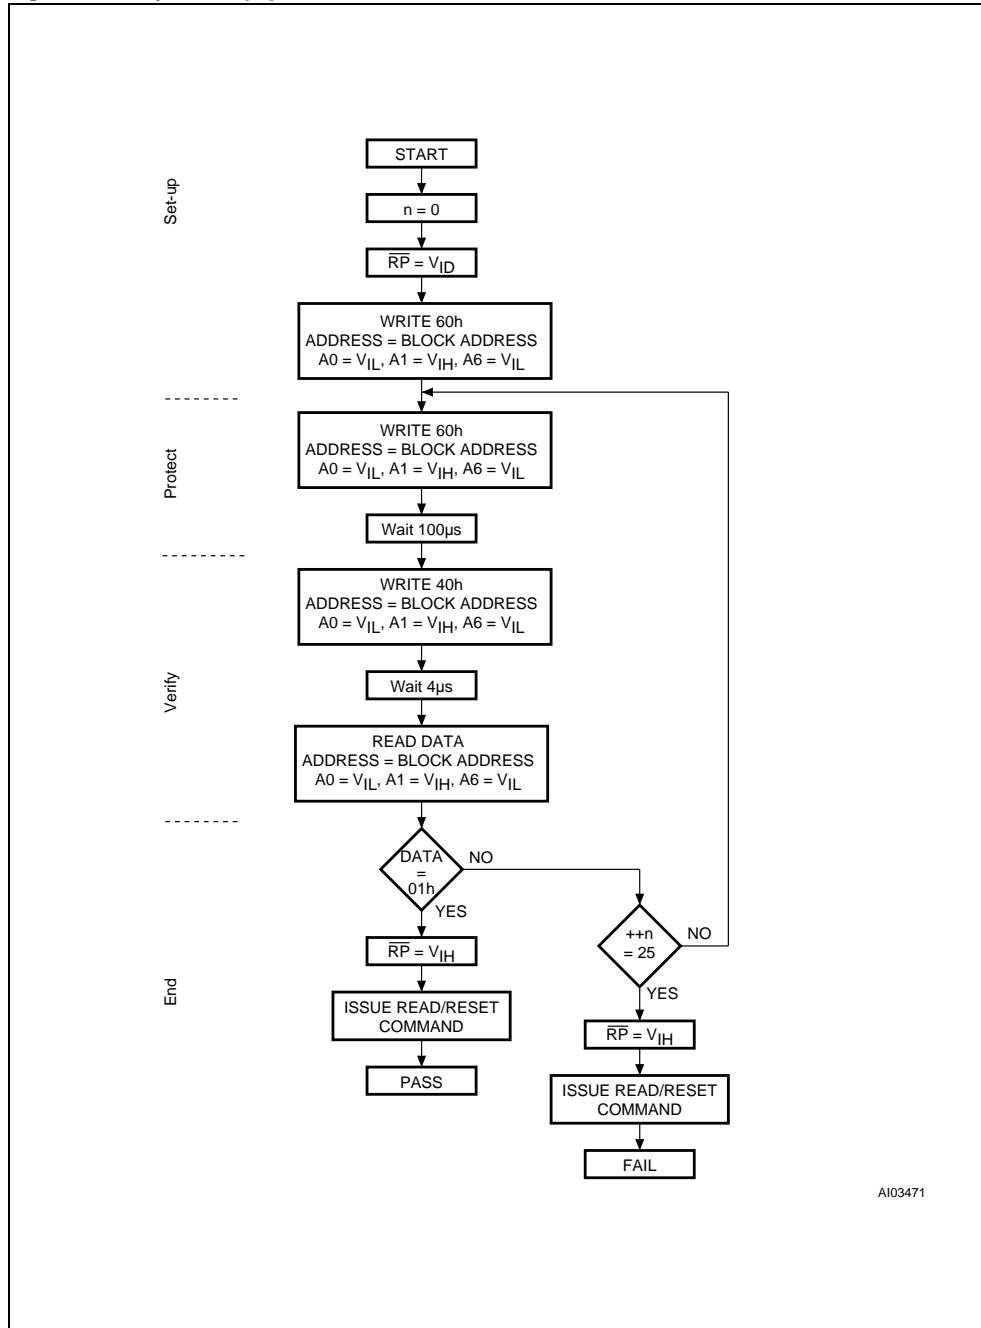 Set-up
START
n = 0
R̅P̅ = VID
WRITE 60h
ADDRESS = BLOCK ADDRESS
A0 = VIL, A1 = VIH, A6 = VIL
Protect
WRITE 60h
ADDRESS = BLOCK ADDRESS
A0 = VIL, A1 = VIH, A6 = VIL
Wait 100µs
Verify
WRITE 40h
ADDRESS = BLOCK ADDRESS
A0 = VIL, A1 = VIH, A6 = VIL
Wait 4µs
READ DATA
ADDRESS = BLOCK ADDRESS
A0 = VIL, A1 = VIH, A6 = VIL
End
DATA
=
01h
NO
YES
R̅P̅ = VIH
ISSUE READ/RESET
COMMAND
PASS
++n
= 25
NO
YES
R̅P̅ = VIH
ISSUE READ/RESET
COMMAND
FAIL
AI03471